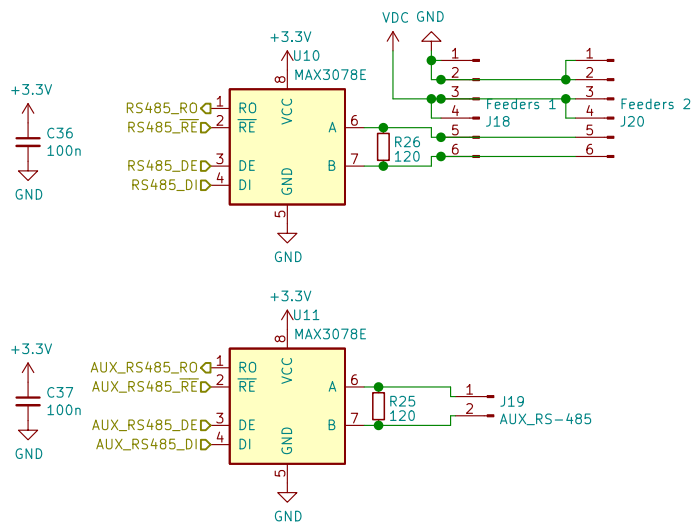 VDC GND
+3.3V
U10
MAX3078E
8
VCC
RS485_RO 1 RO
RS485_RE 2 RE
RS485_DE 3 DE
RS485_DI 4 DI
A 6
B 7
GND
5
GND
+3.3V
C36
100n
GND
R26
120
1
2
3
4
5
6
Feeders 1
J18
1
2
3
4
5
6
Feeders 2
J20
+3.3V
U11
MAX3078E
8
VCC
AUX_RS485_RO 1 RO
AUX_RS485_RE 2 RE
AUX_RS485_DE 3 DE
AUX_RS485_DI 4 DI
A 6
B 7
GND
5
GND
+3.3V
C37
100n
GND
R25
120
1
2
J19
AUX_RS-485